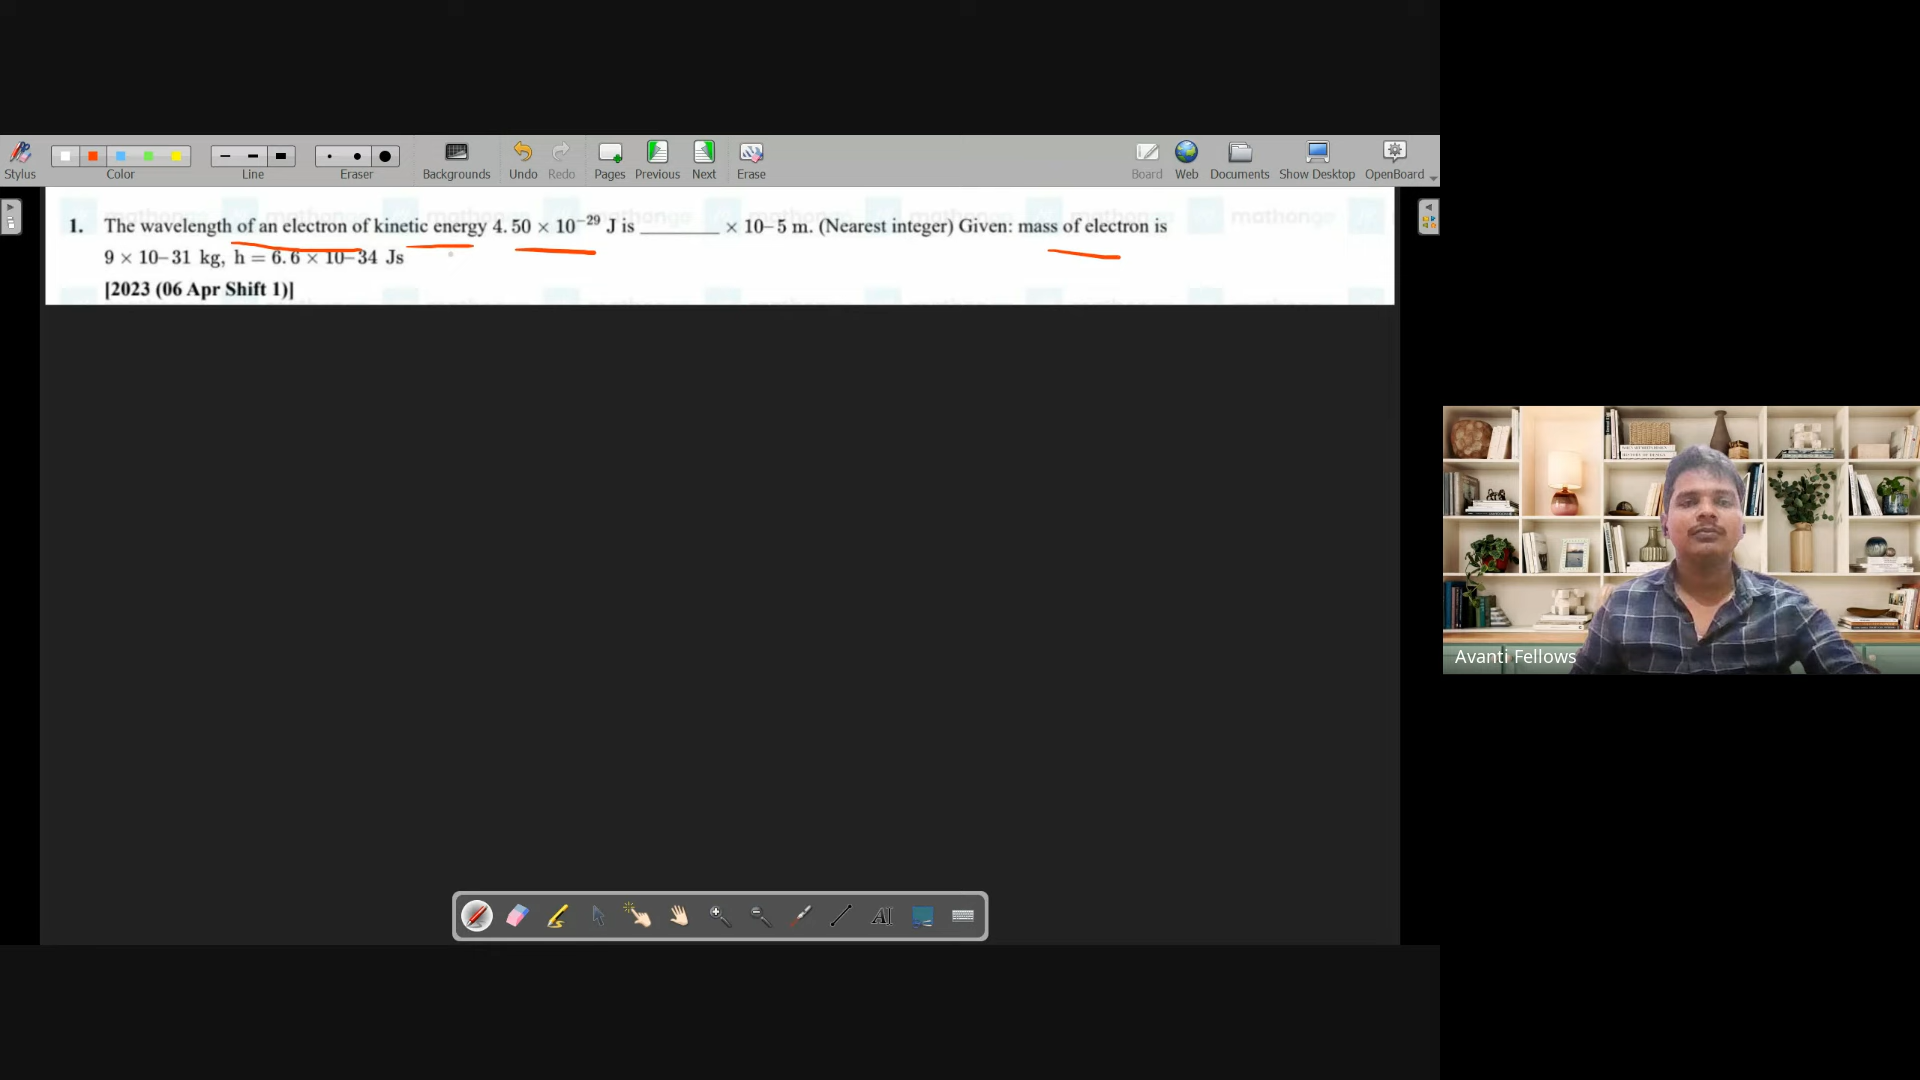 Stylus Color Line Eraser Backgrounds Undo Redo Pages Previous Next Erase Board Web Documents Show Desktop OpenBoard
1. The wavelength of an electron of kinetic energy 4.50 × 10⁻²⁹ J is ________ × 10–5 m. (Nearest integer) Given: mass of electron is
9 × 10–31 kg, h = 6.6 × 10–34 Js
[2023 (06 Apr Shift 1)]
Avanti Fellows